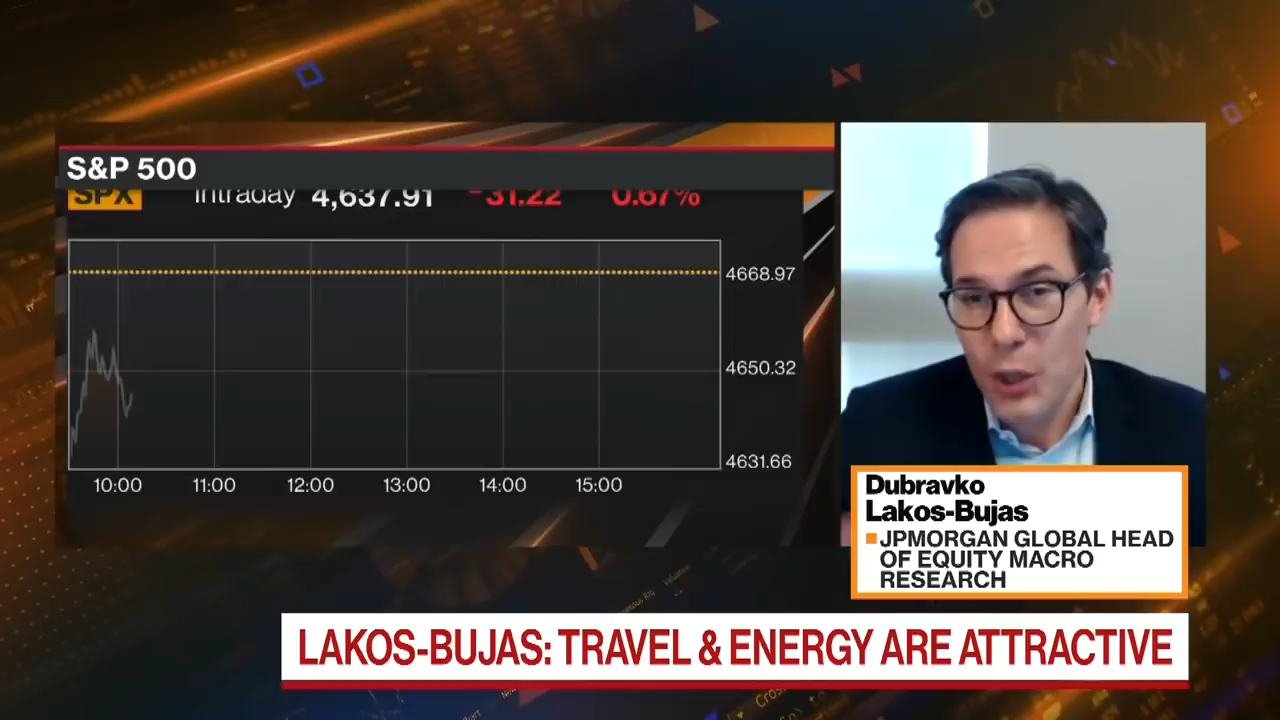 S&P 500
SPX Intraday 4,637.91 -31.22 0.67%
4668.97
4650.32
4631.66
10:00 11:00 12:00 13:00 14:00 15:00
Dubravko
Lakos-Bujas
JPMORGAN GLOBAL HEAD
OF EQUITY MACRO
RESEARCH
LAKOS-BUJAS: TRAVEL & ENERGY ARE ATTRACTIVE